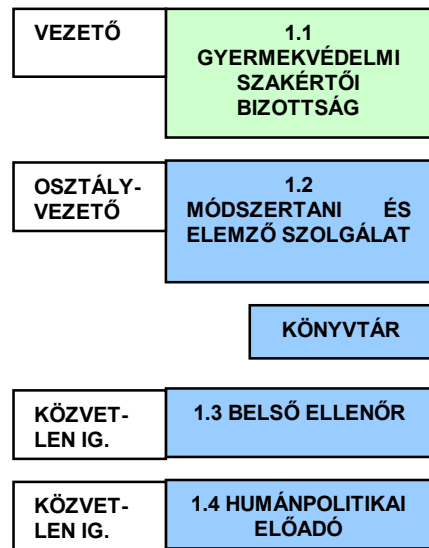 VEZETŐ
1.1
GYERMEKVÉDELMI
SZAKÉRTŐI
BIZOTTSÁG
OSZTÁLY-
VEZETŐ
1.2
MÓDSZERTANI ÉS
ELEMZŐ SZOLGÁLAT
KÖNYVTÁR
KÖZVET-
LEN IG.
1.3 BELSŐ ELLENŐR
KÖZVET-
LEN IG.
1.4 HUMÁNPOLITIKAI
ELŐADÓ